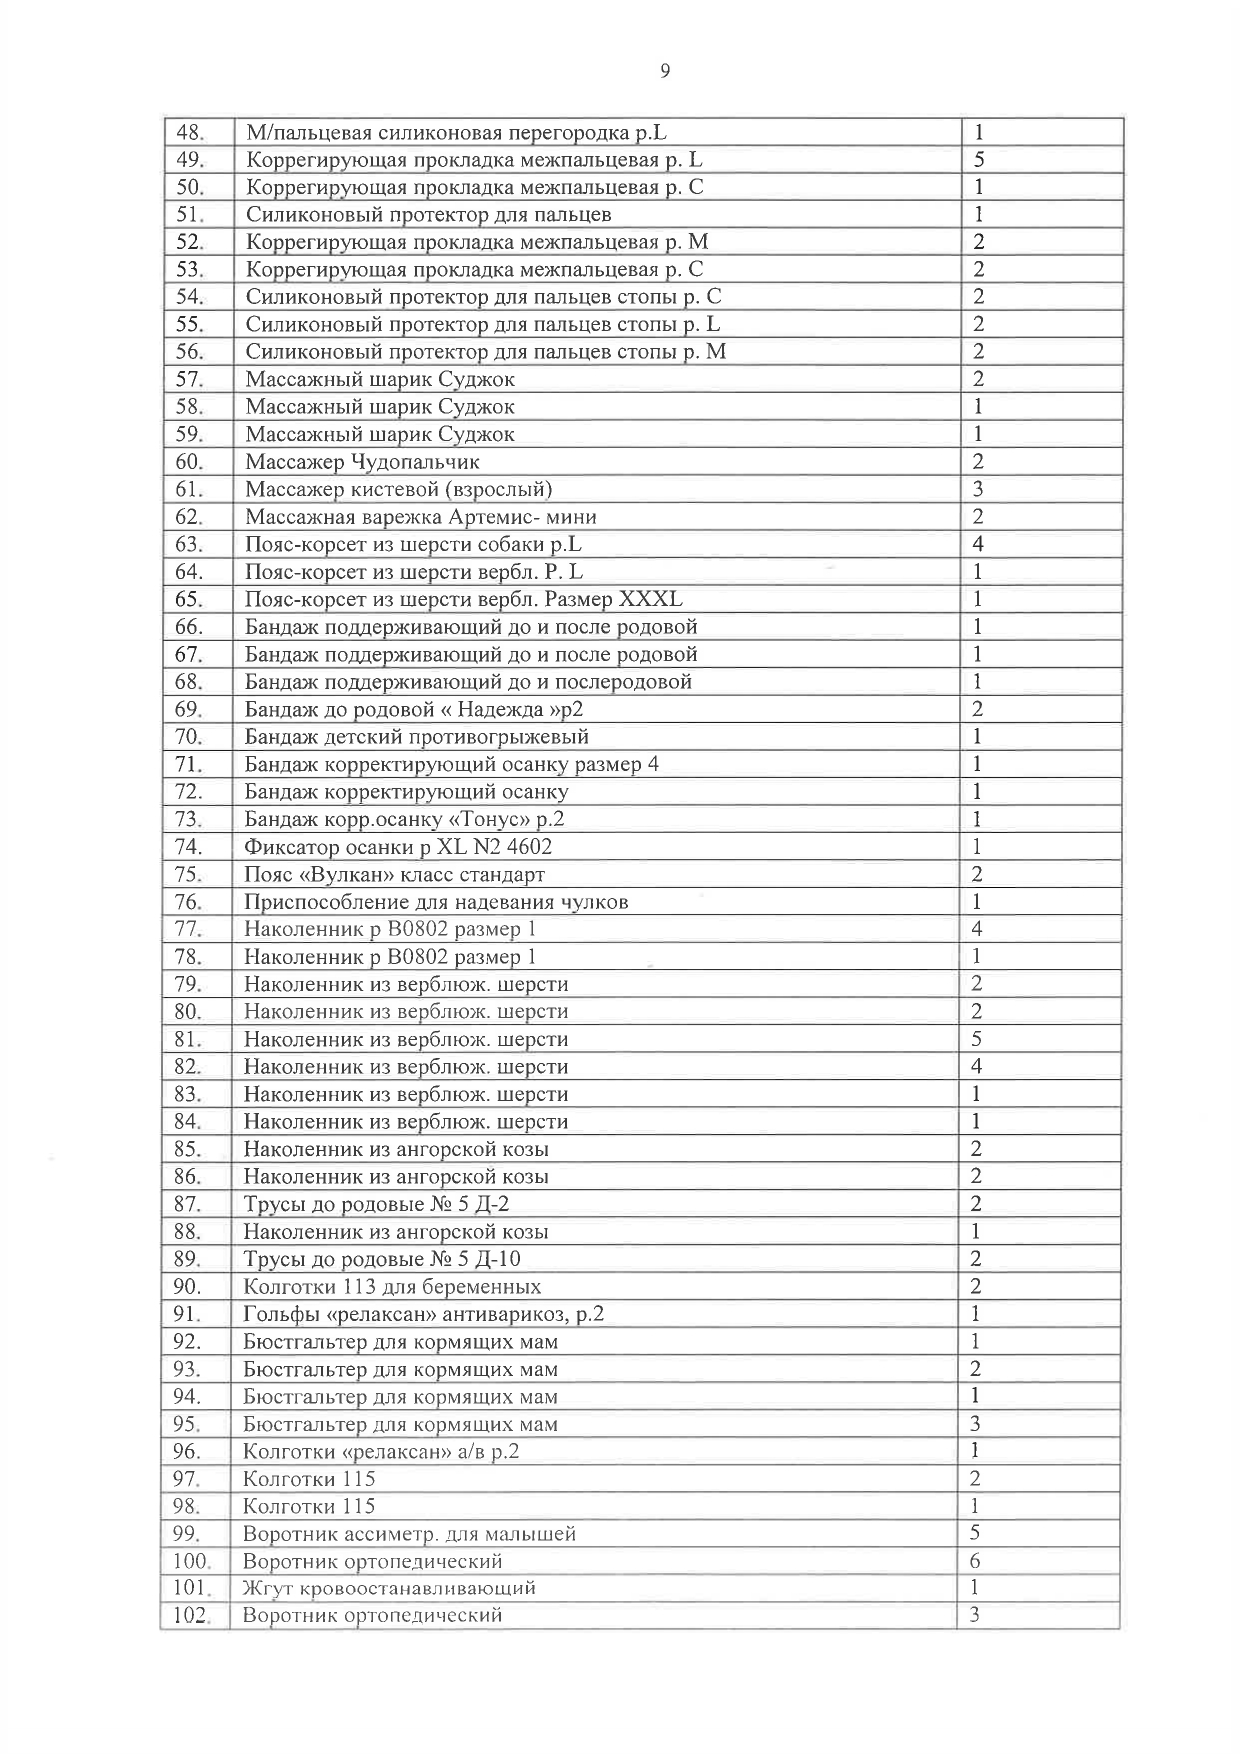 9
48. М/пальцевая силиконовая перегородка р.L 1
49. Коррегирующая прокладка межпальцевая р. L 5
50. Коррегирующая прокладка межпальцевая р. С 1
51. Силиконовый протектор для пальцев 1
52. Коррегирующая прокладка межпальцевая р. М 2
53. Коррегирующая прокладка межпальцевая р. С 2
54. Силиконовый протектор для пальцев стопы р. С 2
55. Силиконовый протектор для пальцев стопы р. L 2
56. Силиконовый протектор для пальцев стопы р. М 2
57. Массажный шарик Суджок 2
58. Массажный шарик Суджок 1
59. Массажный шарик Суджок 1
60. Массажер Чудопальчик 2
61. Массажер кистевой (взрослый) 3
62. Массажная варежка Артемис- мини 2
63. Пояс-корсет из шерсти собаки р.L 4
64. Пояс-корсет из шерсти вербл. Р. L 1
65. Пояс-корсет из шерсти вербл. Размер XXXL 1
66. Бандаж поддерживающий до и после родовой 1
67. Бандаж поддерживающий до и после родовой 1
68. Бандаж поддерживающий до и послеродовой 1
69. Бандаж до родовой « Надежда »р2 2
70. Бандаж детский противогрыжевый 1
71. Бандаж корректирующий осанку размер 4 1
72. Бандаж корректирующий осанку 1
73. Бандаж корр.осанку «Тонус» р.2 1
74. Фиксатор осанки р XL N2 4602 1
75. Пояс «Вулкан» класс стандарт 2
76. Приспособление для надевания чулков 1
77. Наколенник р В0802 размер 1 4
78. Наколенник р В0802 размер 1 1
79. Наколенник из верблюж. шерсти 2
80. Наколенник из верблюж. шерсти 2
81. Наколенник из верблюж. шерсти 5
82. Наколенник из верблюж. шерсти 4
83. Наколенник из верблюж. шерсти 1
84. Наколенник из верблюж. шерсти 1
85. Наколенник из ангорской козы 2
86. Наколенник из ангорской козы 2
87. Трусы до родовые № 5 Д-2 2
88. Наколенник из ангорской козы 1
89. Трусы до родовые № 5 Д-10 2
90. Колготки 113 для беременных 2
91. Гольфы «релаксан» антиварикоз, р.2 1
92. Бюстгальтер для кормящих мам 1
93. Бюстгальтер для кормящих мам 2
94. Бюстгальтер для кормящих мам 1
95. Бюстгальтер для кормящих мам 3
96. Колготки «релаксан» а/в р.2 1
97. Колготки 115 2
98. Колготки 115 1
99. Воротник ассиметр. для малышей 5
100. Воротник ортопедический 6
101. Жгут кровоостанавливающий 1
102. Воротник ортопедический 3